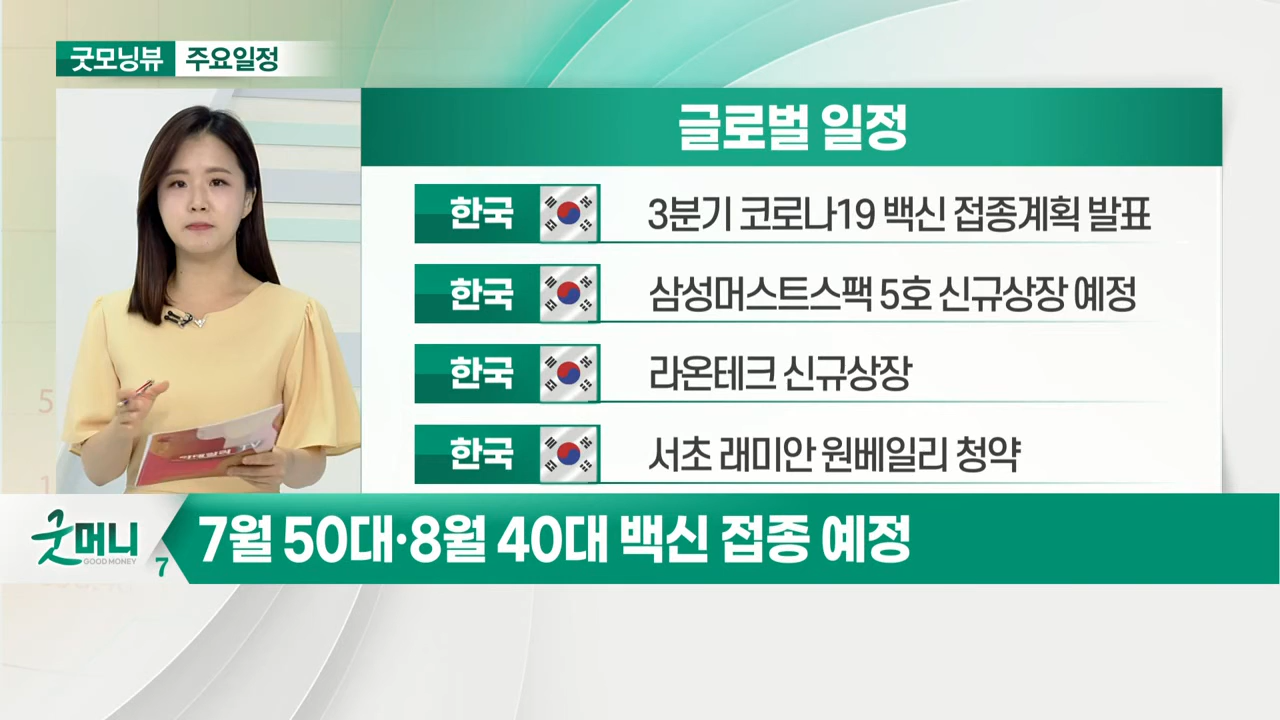 굿모닝뷰 주요일정
글로벌 일정
한국 3분기 코로나19 백신 접종계획 발표
한국 삼성머스트스팩 5호 신규상장 예정
한국 라온테크 신규상장
한국 서초 래미안 원베일리 청약
굿머니
GOOD MONEY
7
7월 50대·8월 40대 백신 접종 예정